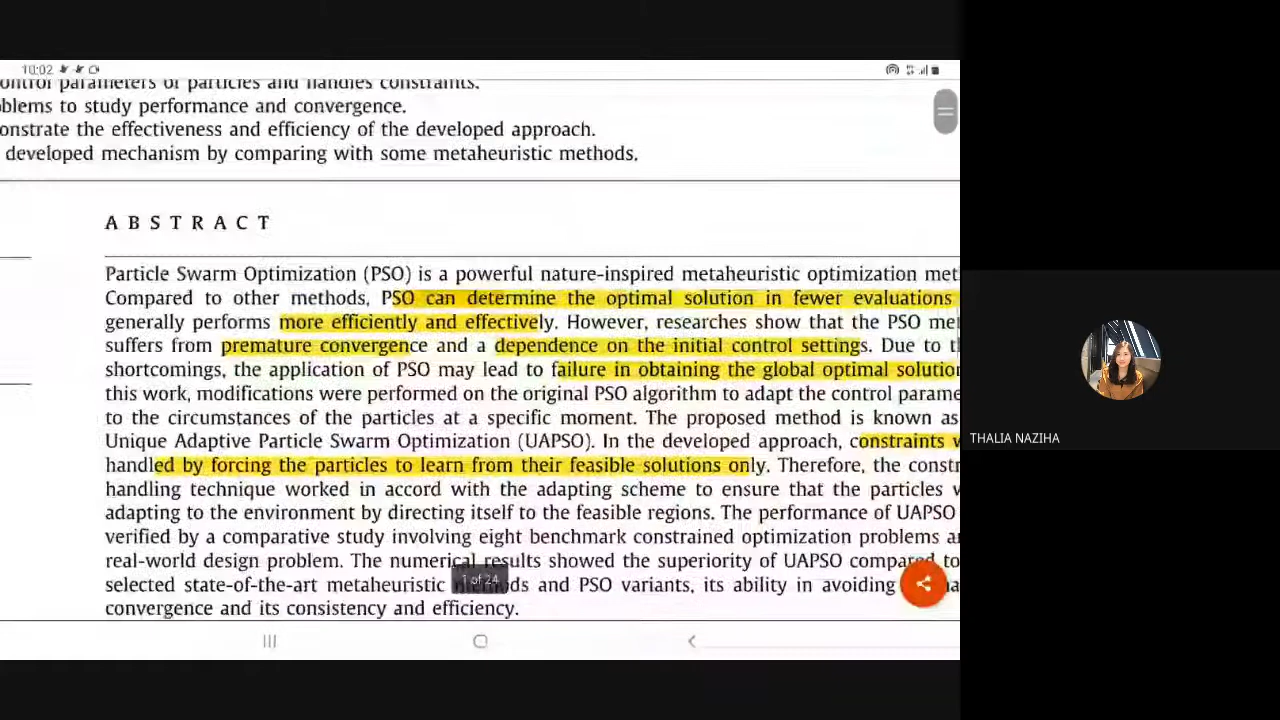 10:02
ontrol parameters of particles and handles constraints.
oblems to study performance and convergence.
onstrate the effectiveness and efficiency of the developed approach.
developed mechanism by comparing with some metaheuristic methods.
ABSTRACT
Particle Swarm Optimization (PSO) is a powerful nature-inspired metaheuristic optimization met
Compared to other methods, PSO can determine the optimal solution in fewer evaluations
generally performs more efficiently and effectively. However, researches show that the PSO met
suffers from premature convergence and a dependence on the initial control settings. Due to th
shortcomings, the application of PSO may lead to failure in obtaining the global optimal solution
this work, modifications were performed on the original PSO algorithm to adapt the control parame
to the circumstances of the particles at a specific moment. The proposed method is known as
Unique Adaptive Particle Swarm Optimization (UAPSO). In the developed approach, constraints w
handled by forcing the particles to learn from their feasible solutions only. Therefore, the constr
handling technique worked in accord with the adapting scheme to ensure that the particles w
adapting to the environment by directing itself to the feasible regions. The performance of UAPSO
verified by a comparative study involving eight benchmark constrained optimization problems a
real-world design problem. The numerical results showed the superiority of UAPSO compared to
selected state-of-the-art metaheuristic ds and PSO variants, its ability in avoiding
convergence and its consistency and efficiency.
1 of 24
THALIA NAZIHA